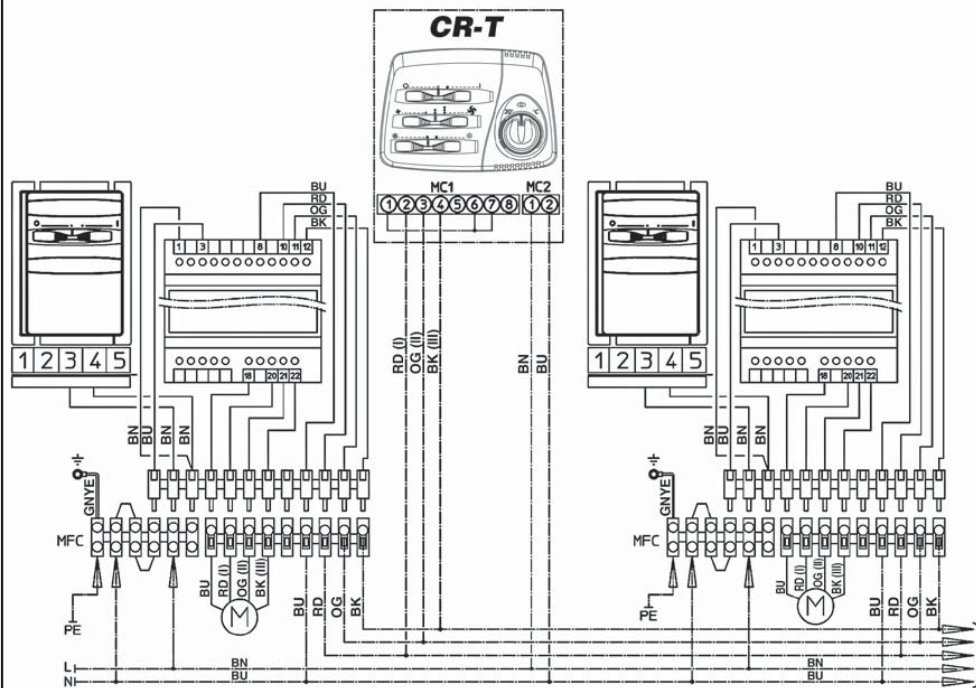 CR-T
MC1 MC2
1 2 3 4 5 6 7 8 1 2
BU
RD
OG
BK
1 3 8 10 11 12
1 2 3 4 5
18 20 21 22
BN
BU
BN
BN
GNYE
MFC
BU
RD (I)
OG (II)
BK (III)
M
BU
RD
OG
BK
PE
RD (I)
OG (II)
BK (III)
BN
BU
BU
RD
OG
BK
1 3 8 10 11 12
1 2 3 4 5
18 20 21 22
BN
BU
BN
BN
GNYE
MFC
BU
RD (I)
OG (II)
BK (III)
M
BU
RD
OG
BK
PE
L BN BN
N BU BU